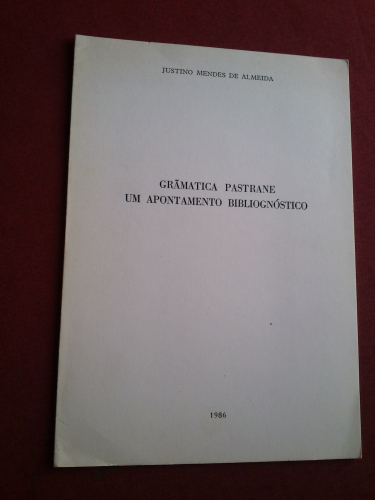 JUSTINO MENDES DE ALMEIDA
GRÃMATICA PASTRANE
UM APONTAMENTO BIBLIOGNÓSTICO
1986